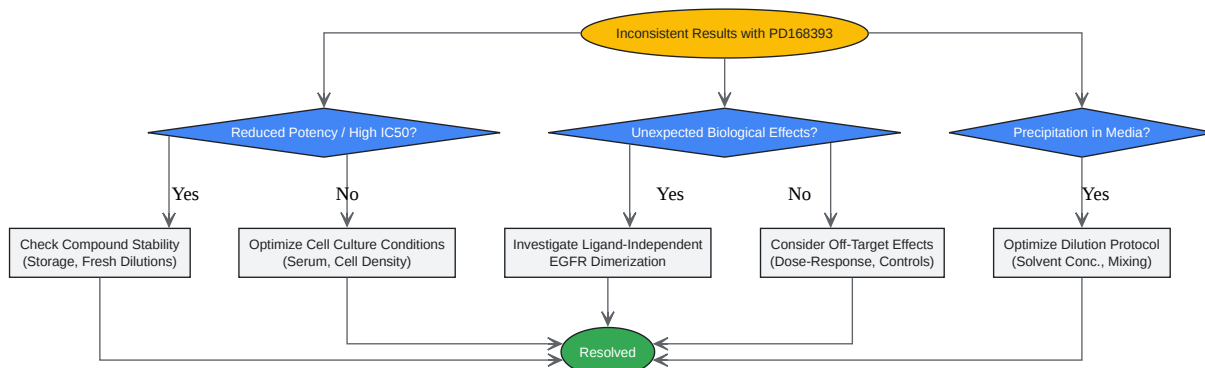 Inconsistent Results with PD168393
Reduced Potency / High IC50?
Unexpected Biological Effects?
Precipitation in Media?
Yes
No
Yes
No
Yes
Check Compound Stability
(Storage, Fresh Dilutions)
Optimize Cell Culture Conditions
(Serum, Cell Density)
Investigate Ligand-Independent
EGFR Dimerization
Consider Off-Target Effects
(Dose-Response, Controls)
Optimize Dilution Protocol
(Solvent Conc., Mixing)
Resolved